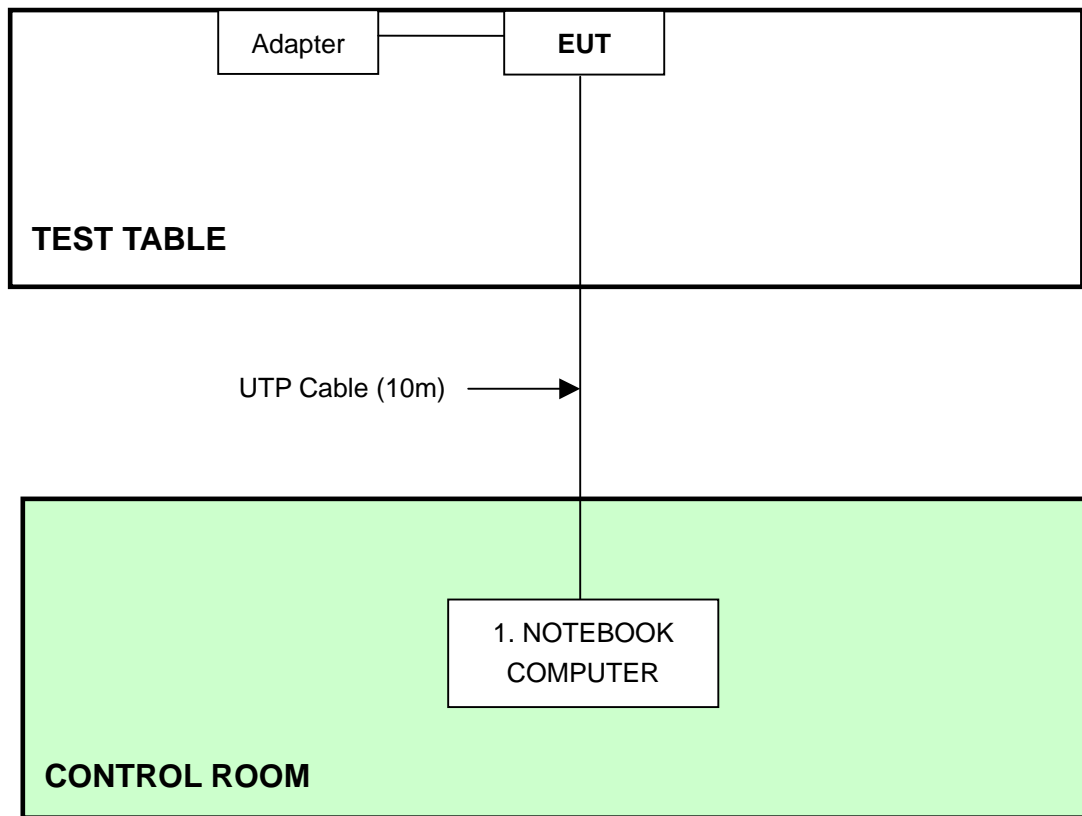 Adapter
EUT
TEST TABLE
UTP Cable (10m)
1. NOTEBOOK
COMPUTER
CONTROL ROOM